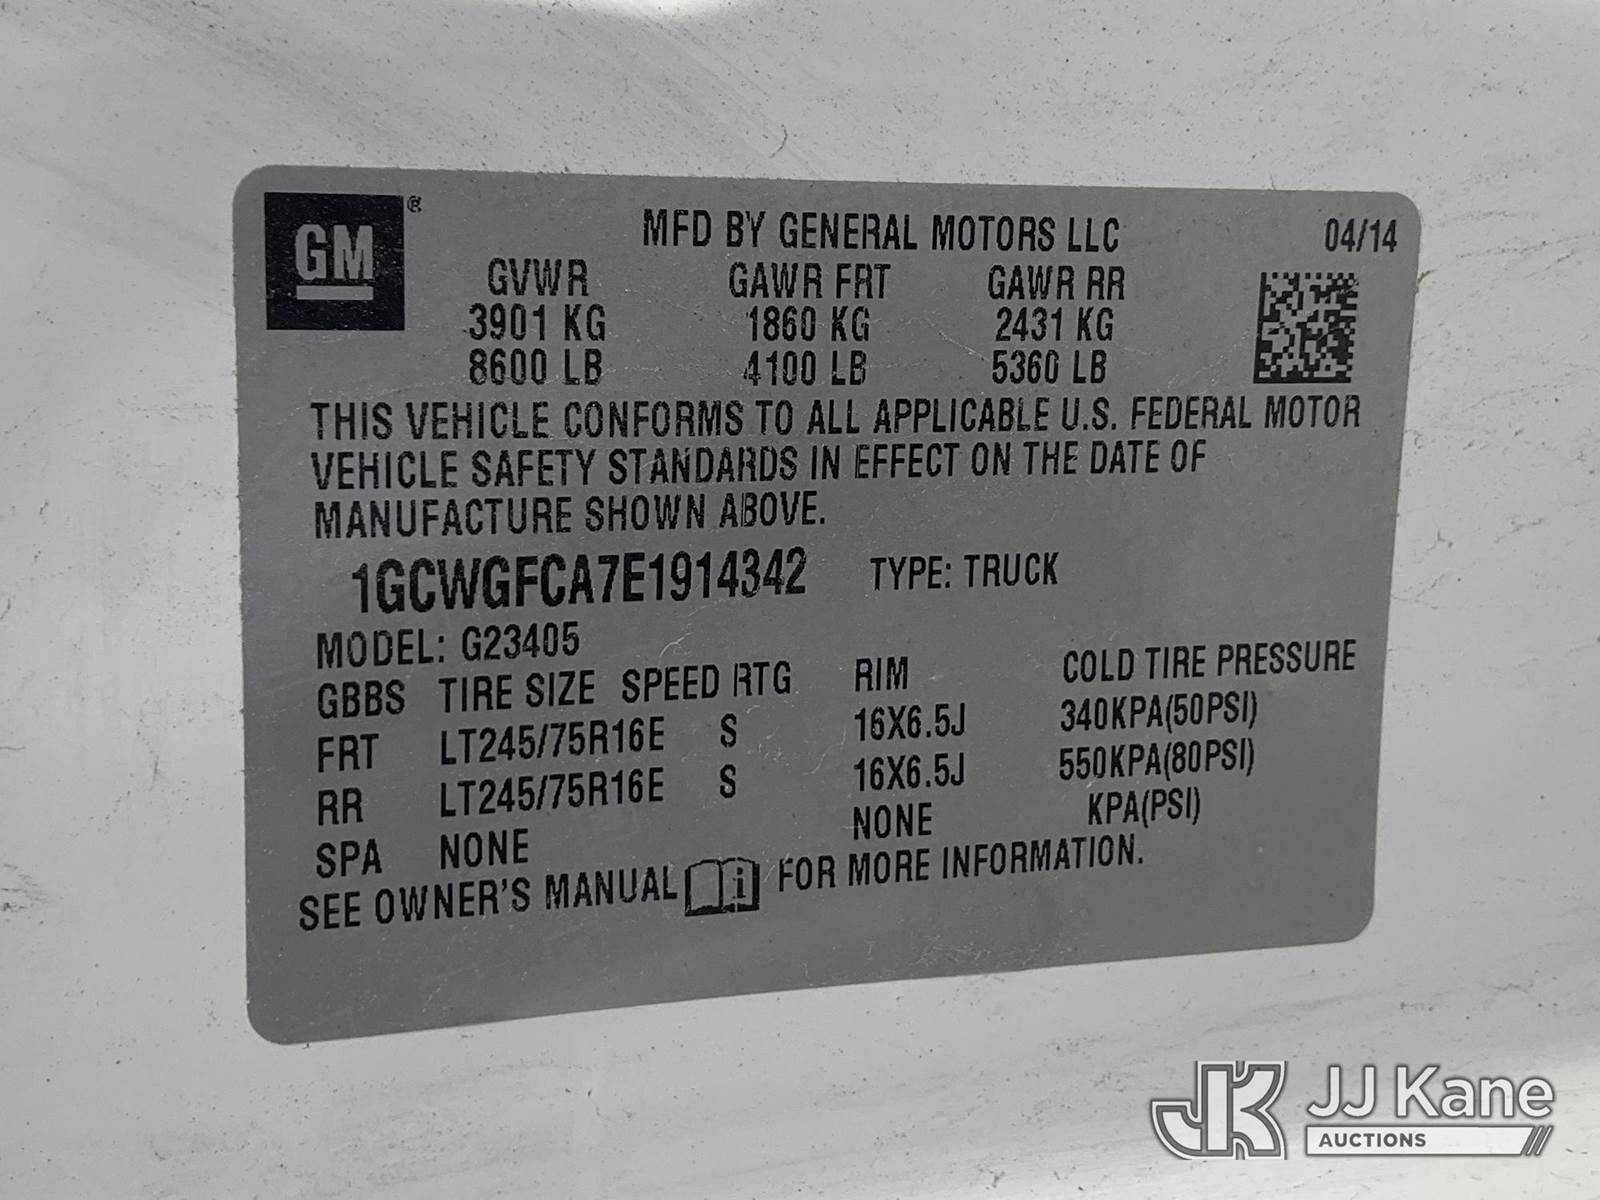 GM ®
MFD BY GENERAL MOTORS LLC 04/14
GVWR GAWR FRT GAWR RR
3901 KG 1860 KG 2431 KG
8600 LB 4100 LB 5360 LB
THIS VEHICLE CONFORMS TO ALL APPLICABLE U.S. FEDERAL MOTOR
VEHICLE SAFETY STANDARDS IN EFFECT ON THE DATE OF
MANUFACTURE SHOWN ABOVE.
1GCWGFCA7E1914342 TYPE: TRUCK
MODEL: G23405
GBBS TIRE SIZE SPEED RTG RIM COLD TIRE PRESSURE
FRT LT245/75R16E S 16X6.5J 340KPA(50PSI)
RR LT245/75R16E S 16X6.5J 550KPA(80PSI)
SPA NONE NONE KPA(PSI)
SEE OWNER'S MANUAL i FOR MORE INFORMATION.
JK JJ Kane
AUCTIONS